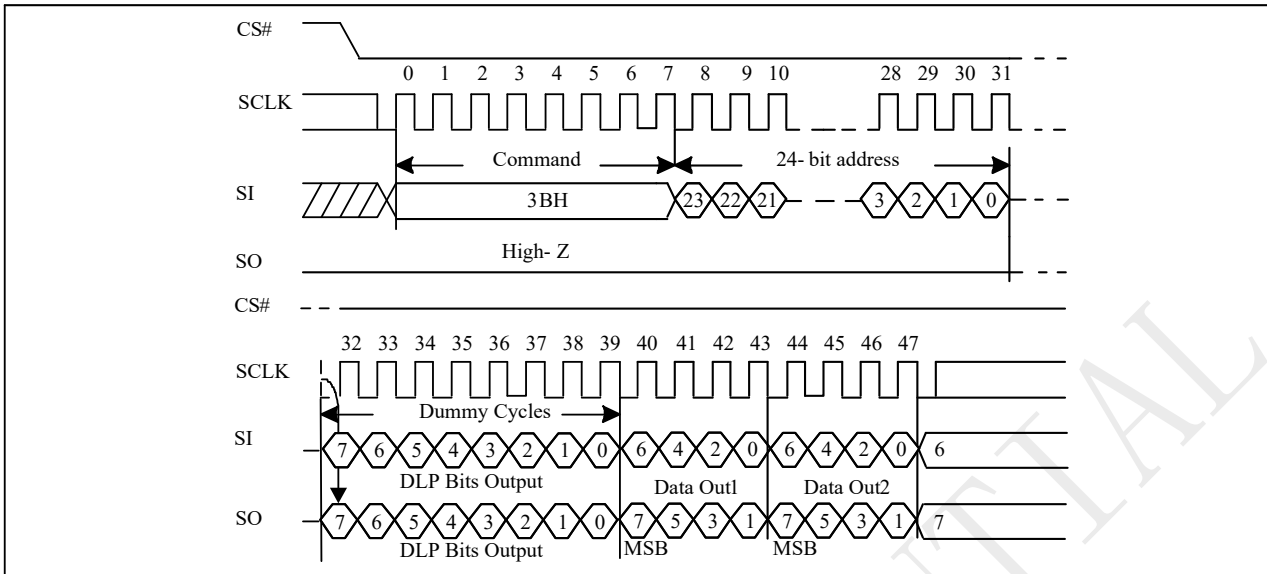 CS#
0 1 2 3 4 5 6 7 8 9 10 28 29 30 31
SCLK
Command 24- bit address
SI 3BH 23 22 21 3 2 1 0
SO High- Z
CS#
32 33 34 35 36 37 38 39 40 41 42 43 44 45 46 47
SCLK
Dummy Cycles
SI 7 6 5 4 3 2 1 0 6 4 2 0 6 4 2 0 6
DLP Bits Output Data Out1 Data Out2
SO 7 6 5 4 3 2 1 0 7 5 3 1 7 5 3 1 7
DLP Bits Output MSB MSB
NTIAL